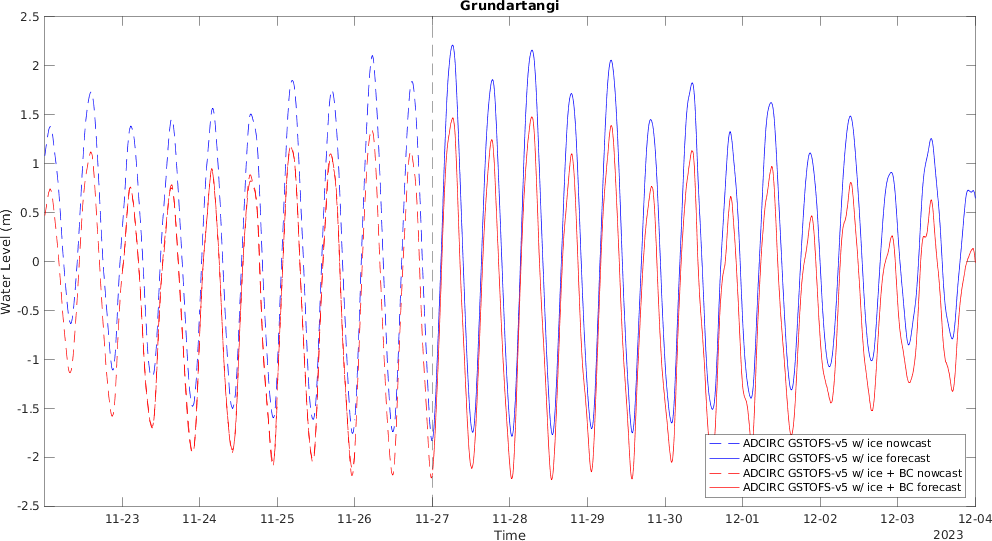 Grundartangi
2.5
2
1.5
1
0.5
0
-0.5
-1
-1.5
-2
-2.5
Water Level (m)
ADCIRC GSTOFS-v5 w/ ice nowcast
ADCIRC GSTOFS-v5 w/ ice forecast
ADCIRC GSTOFS-v5 w/ ice + BC nowcast
ADCIRC GSTOFS-v5 w/ ice + BC forecast
11-23 11-24 11-25 11-26 11-27 11-28 11-29 11-30 12-01 12-02 12-03 12-04
Time
2023